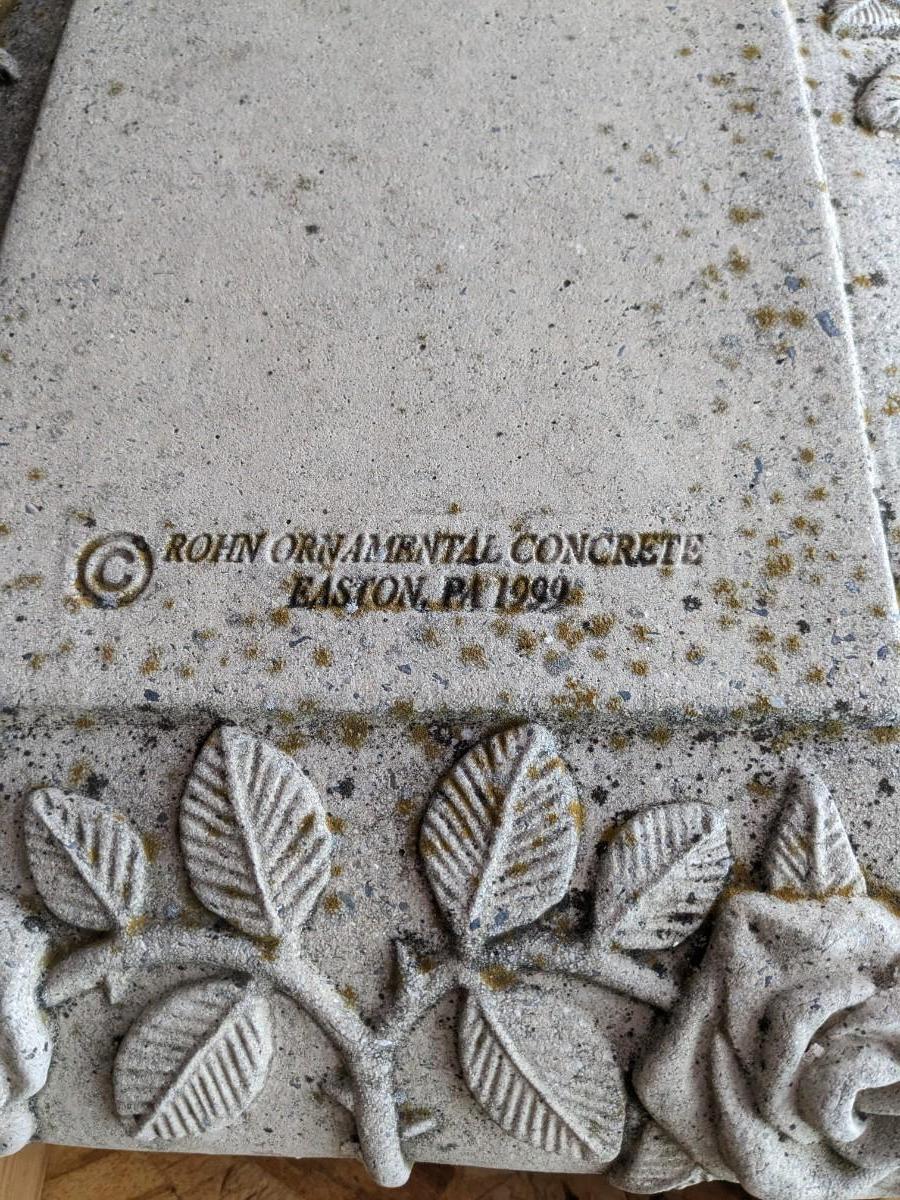 © ROHN ORNAMENTAL CONCRETE
EASTON, PA 1999